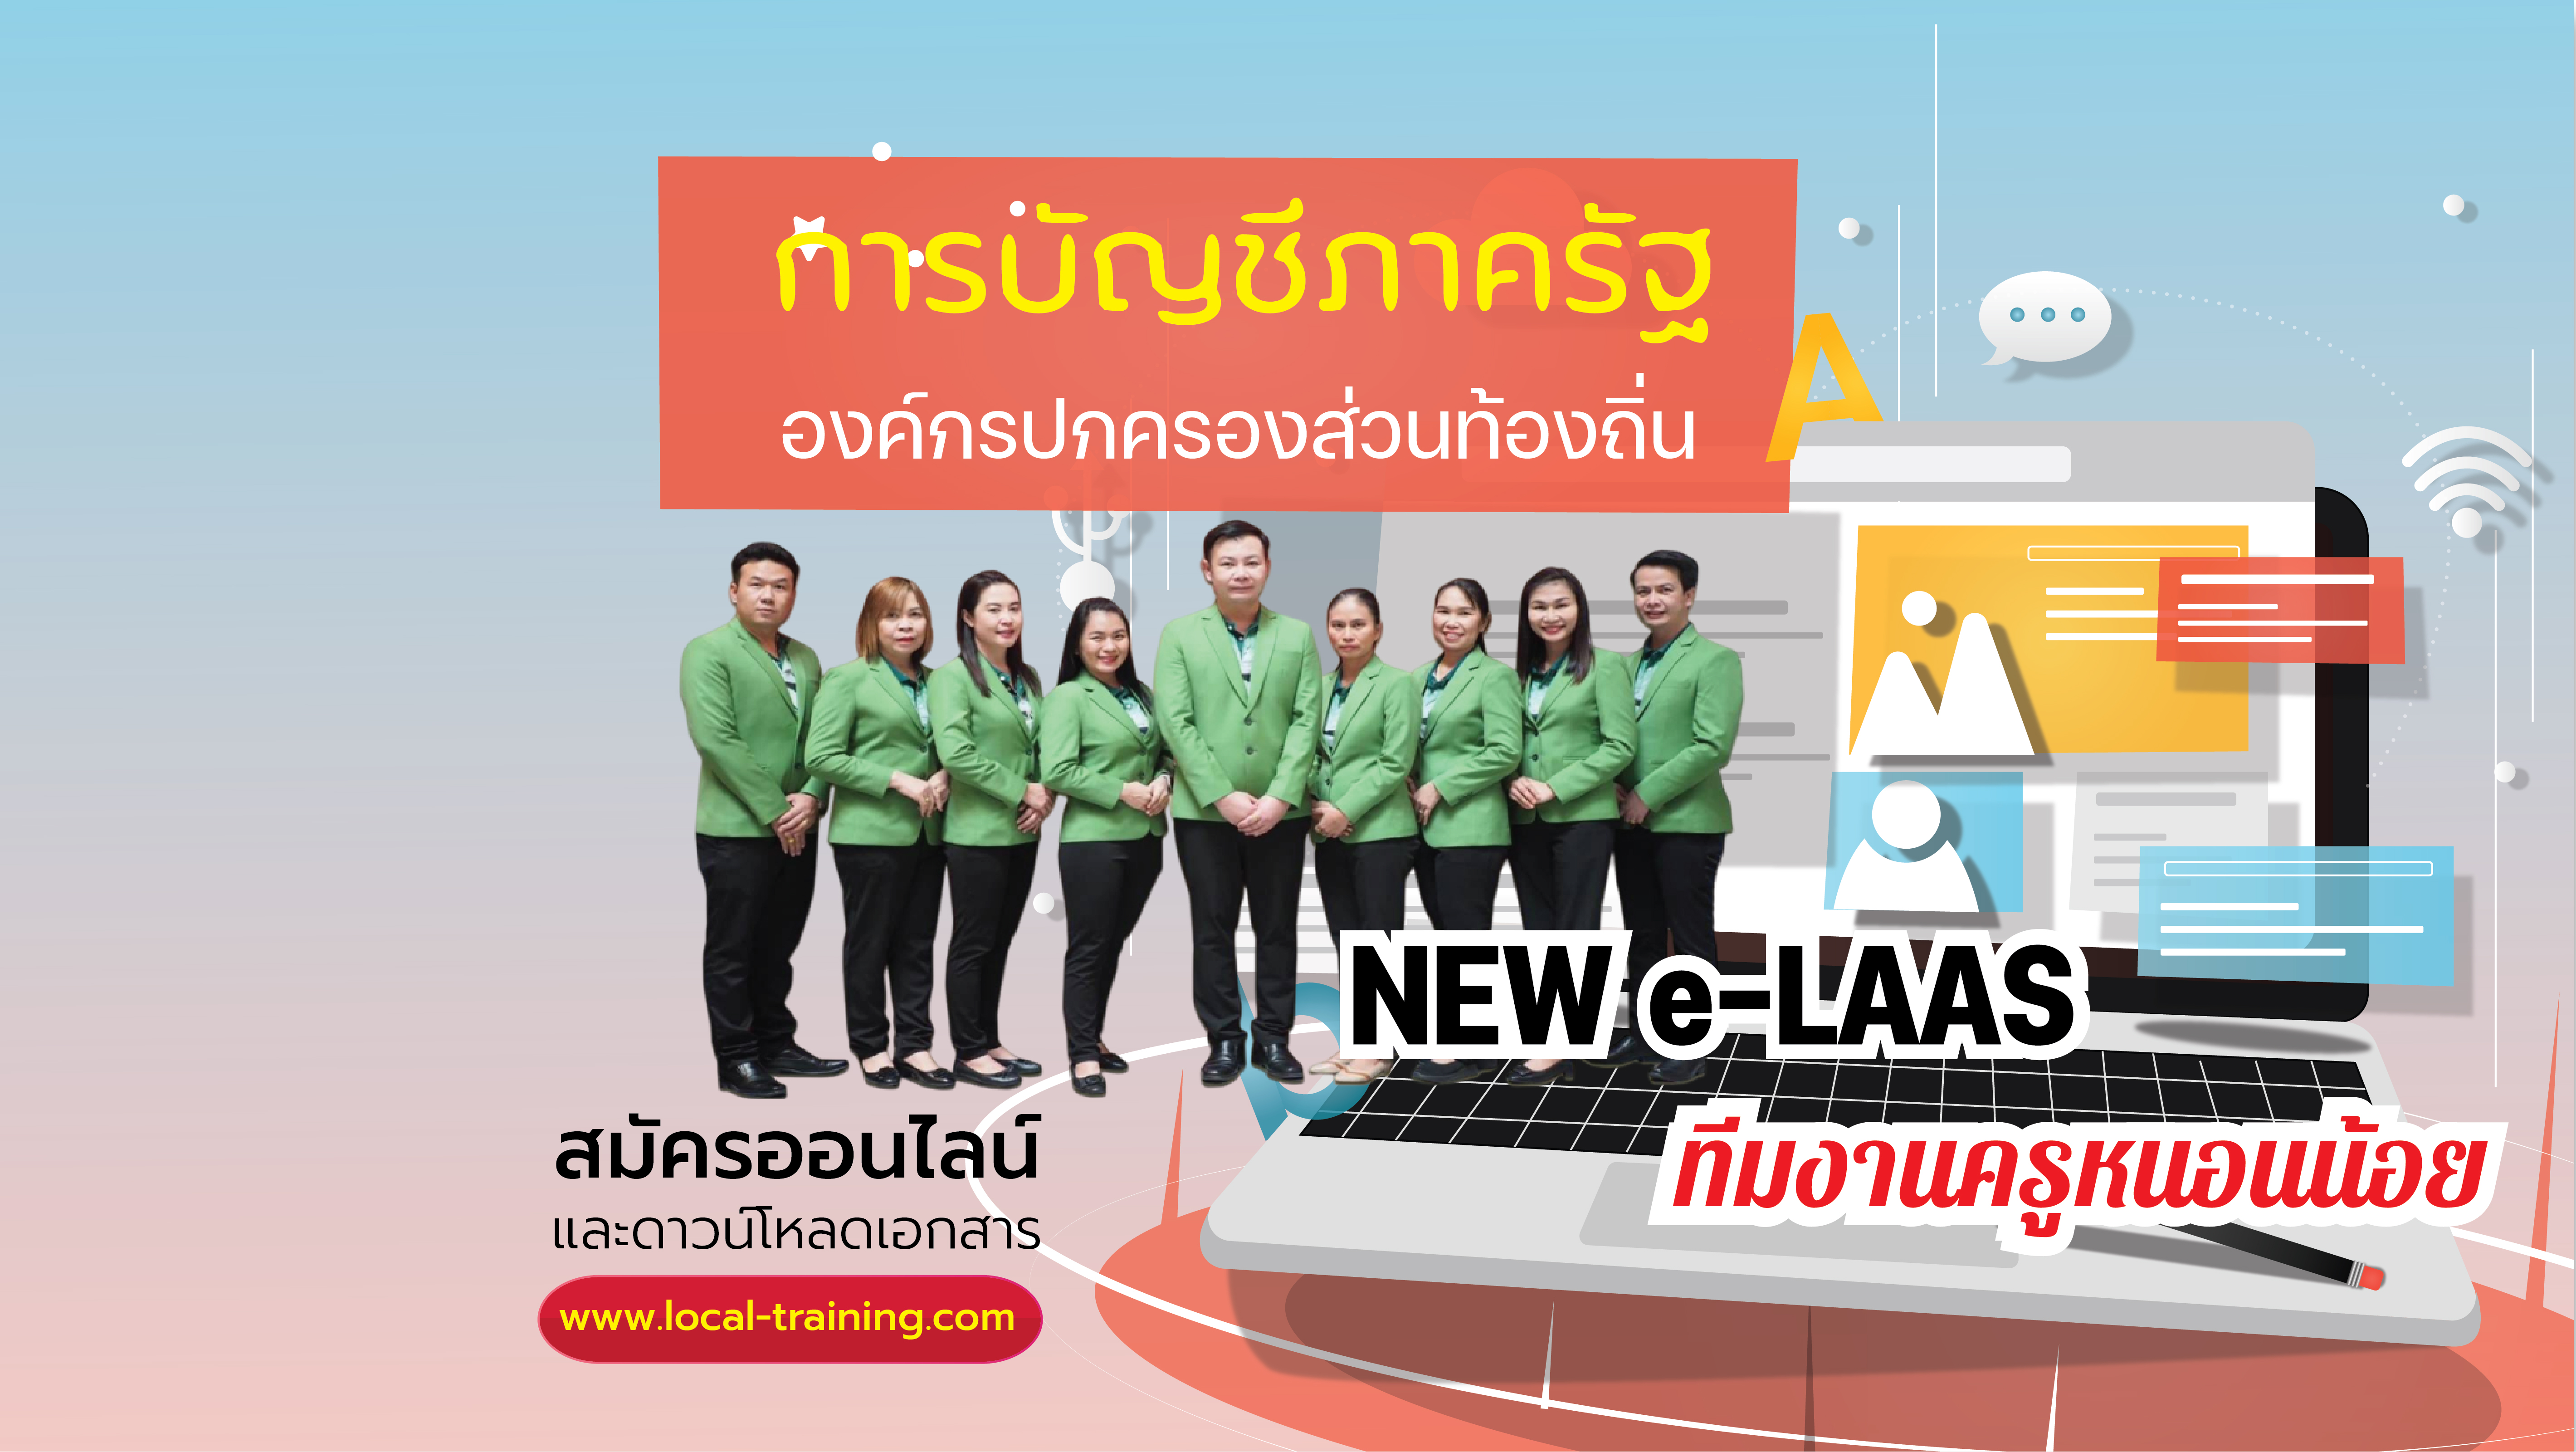 การบัญชีภาครัฐ
องค์กรปกครองส่วนท้องถิ่น
A
NEW e-LAAS
ทีมงานครูหนอนน้อย
สมัครออนไลน์
และดาวน์โหลดเอกสาร
www.local-training.com